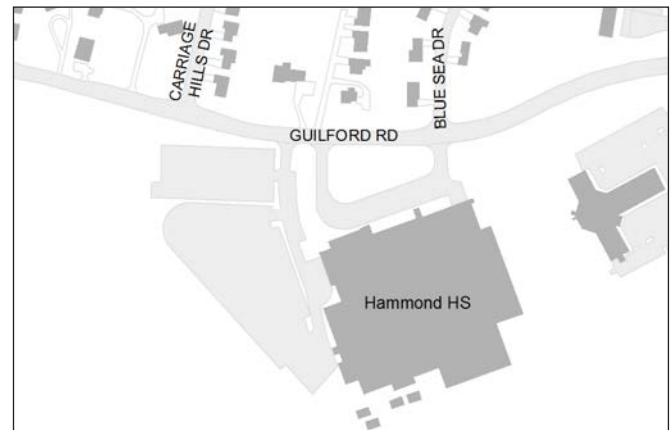 CARRIAGE
HILLS DR
BLUE SEA DR
GUILFORD RD
Hammond HS